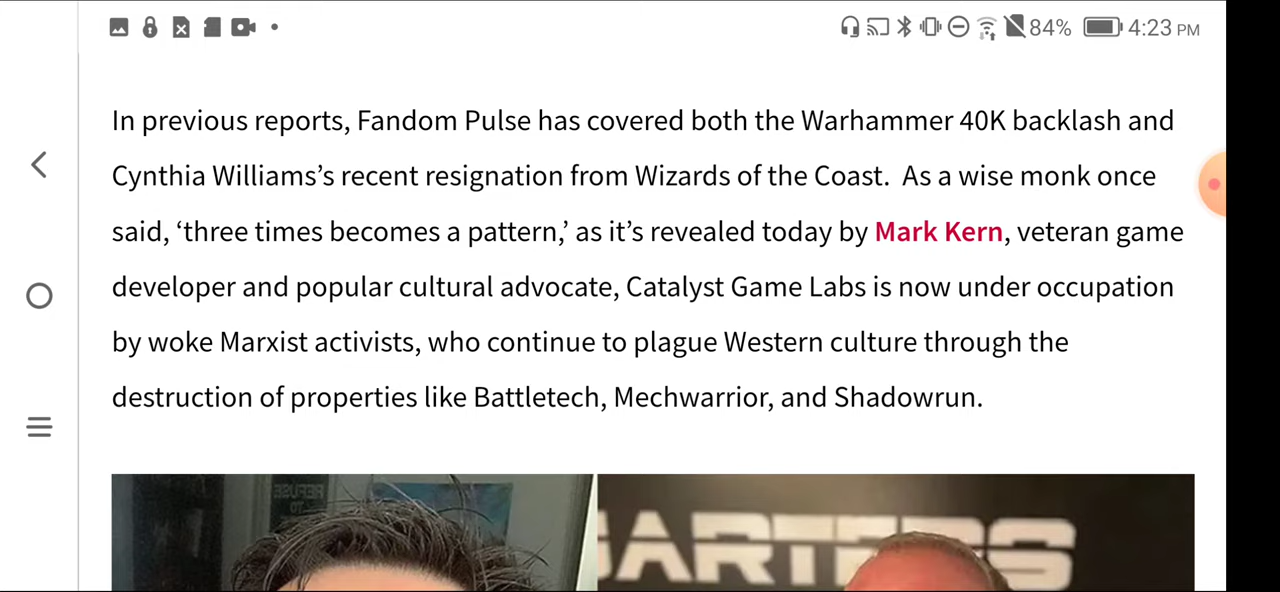 84% 4:23 PM
In previous reports, Fandom Pulse has covered both the Warhammer 40K backlash and
Cynthia Williams’s recent resignation from Wizards of the Coast.  As a wise monk once
said, ‘three times becomes a pattern,’ as it’s revealed today by Mark Kern, veteran game
developer and popular cultural advocate, Catalyst Game Labs is now under occupation
by woke Marxist activists, who continue to plague Western culture through the
destruction of properties like Battletech, Mechwarrior, and Shadowrun.
REFUSE
TO